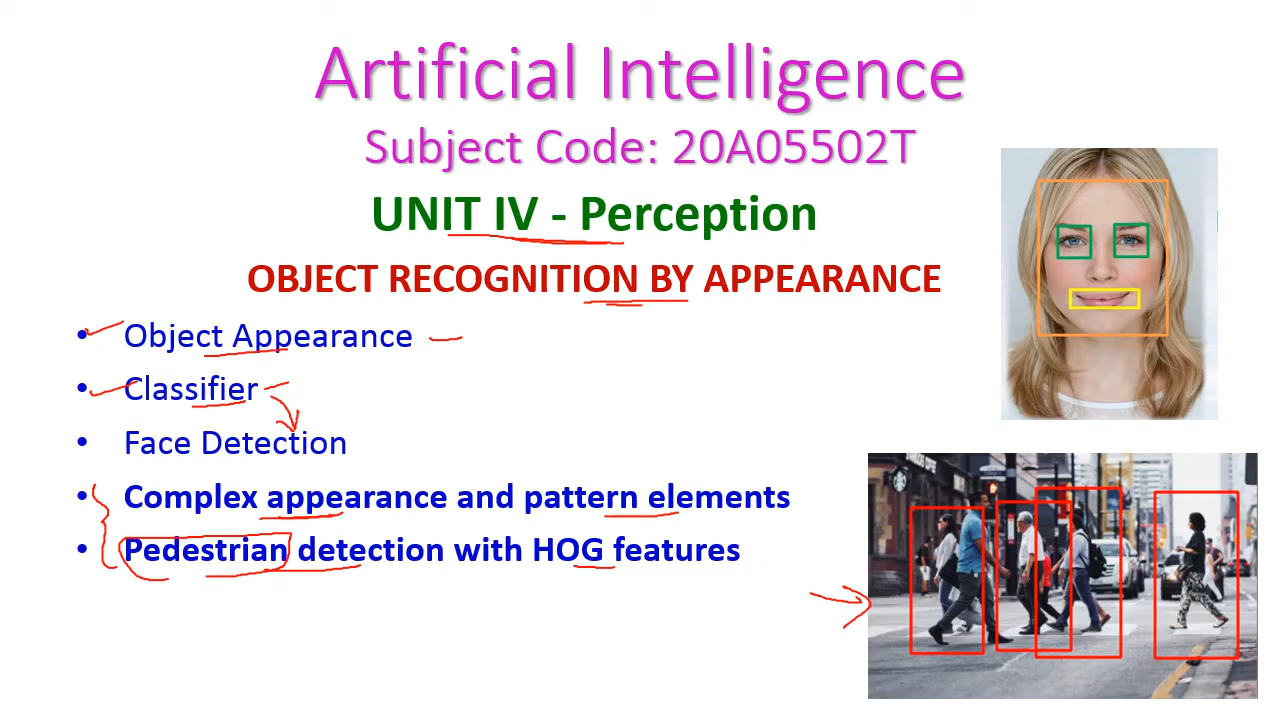 Artificial Intelligence
Subject Code: 20A05502T
UNIT IV - Perception
OBJECT RECOGNITION BY APPEARANCE
• Object Appearance
• Classifier
• Face Detection
• Complex appearance and pattern elements
• Pedestrian detection with HOG features